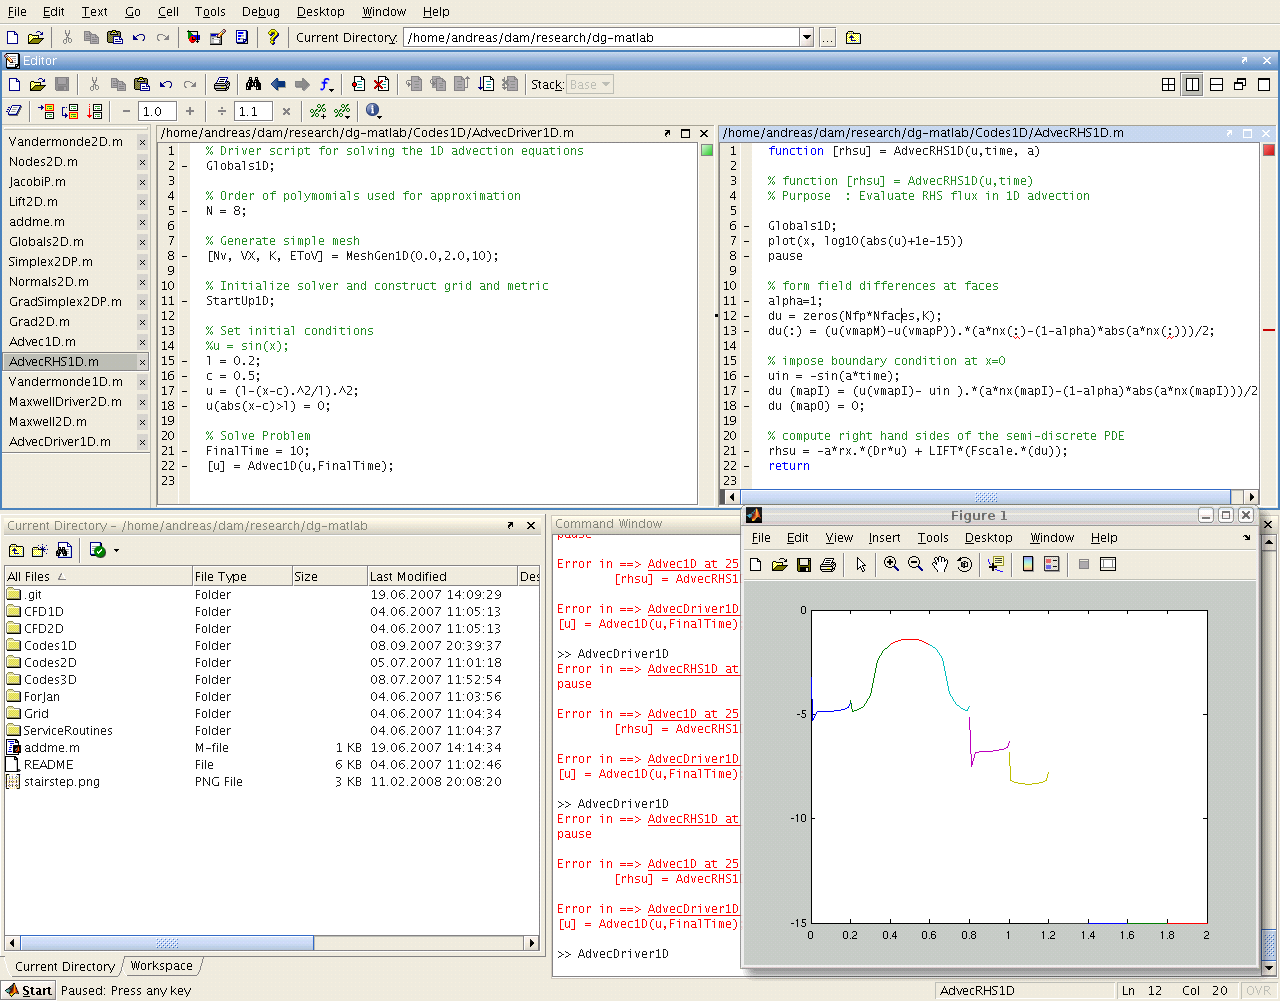 File Edit Text Go Cell Tools Debug Desktop Window Help
Current Directory: /home/andreas/dam/research/dg-matlab
Editor
Stack: Base
1.0
1.1
Vandermonde2D.m
Nodes2D.m
JacobiP.m
Lift2D.m
addme.m
Globals2D.m
Simplex2DP.m
Normals2D.m
GradSimplex2DP.m
Grad2D.m
Advec1D.m
AdvecRHS1D.m
Vandermonde1D.m
MaxwellDriver2D.m
Maxwell2D.m
AdvecDriver1D.m
/home/andreas/dam/research/dg-matlab/Codes1D/AdvecDriver1D.m
1 % Driver script for solving the 1D advection equations
2 - Globals1D;
3
4 % Order of polymomials used for approximation
5 - N = 8;
6
7 % Generate simple mesh
8 - [Nv, VX, K, EToV] = MeshGen1D(0.0,2.0,10);
9
10 % Initialize solver and construct grid and metric
11 - StartUp1D;
12
13 % Set initial conditions
14 %u = sin(x);
15 - l = 0.2;
16 - c = 0.5;
17 - u = (l-(x-c).^2/l).^2;
18 - u(abs(x-c)>l) = 0;
19
20 % Solve Problem
21 - FinalTime = 10;
22 - [u] = Advec1D(u,FinalTime);
23
/home/andreas/dam/research/dg-matlab/Codes1D/AdvecRHS1D.m
1 function [rhsu] = AdvecRHS1D(u,time, a)
2
3 % function [rhsu] = AdvecRHS1D(u,time)
4 % Purpose : Evaluate RHS flux in 1D advection
5
6 - Globals1D;
7 - plot(x, log10(abs(u)+1e-15))
8 - pause
9
10 % form field differences at faces
11 - alpha=1;
12 - du = zeros(Nfp*Nfaces,K);
13 - du(:) = (u(vmapM)-u(vmapP)).*(a*nx(:)-(1-alpha)*abs(a*nx(:)))/2;
14
15 % impose boundary condition at x=0
16 - uin = -sin(a*time);
17 - du (mapI) = (u(vmapI)- uin ).*(a*nx(mapI)-(1-alpha)*abs(a*nx(mapI)))/2
18 - du (mapO) = 0;
19
20 % compute right hand sides of the semi-discrete PDE
21 - rhsu = -a*rx.*(Dr*u) + LIFT*(Fscale.*(du));
22 - return
23
Current Directory - /home/andreas/dam/research/dg-matlab
All Files File Type Size Last Modified Des
.git Folder 19.06.2007 14:09:29
CFD1D Folder 04.06.2007 11:05:13
CFD2D Folder 04.06.2007 11:05:13
Codes1D Folder 08.09.2007 20:39:37
Codes2D Folder 05.07.2007 11:01:18
Codes3D Folder 08.07.2007 11:52:54
ForJan Folder 04.06.2007 11:03:56
Grid Folder 04.06.2007 11:04:34
ServiceRoutines Folder 04.06.2007 11:04:37
addme.m M-file 1 KB 19.06.2007 14:14:34
README File 6 KB 04.06.2007 11:02:46
stairstep.png PNG File 3 KB 11.02.2008 20:08:20
Current Directory Workspace
Command Window
pause
Error in ==> Advec1D at 25
[rhsu] = AdvecRHS1
Error in ==> AdvecDriver1D
[u] = Advec1D(u,FinalTime)
>> AdvecDriver1D
Error in ==> AdvecRHS1D at
pause
Error in ==> Advec1D at 25
[rhsu] = AdvecRHS1
Error in ==> AdvecDriver1D
[u] = Advec1D(u,FinalTime)
>> AdvecDriver1D
Error in ==> AdvecRHS1D at
pause
Error in ==> Advec1D at 25
[rhsu] = AdvecRHS1
Error in ==> AdvecDriver1D
[u] = Advec1D(u,FinalTime)
>> AdvecDriver1D
Figure 1
File Edit View Insert Tools Desktop Window Help
0
-5
-10
-15
0 0.2 0.4 0.6 0.8 1 1.2 1.4 1.6 1.8 2
Start Paused: Press any key
AdvecRHS1D Ln 12 Col 20 OVR